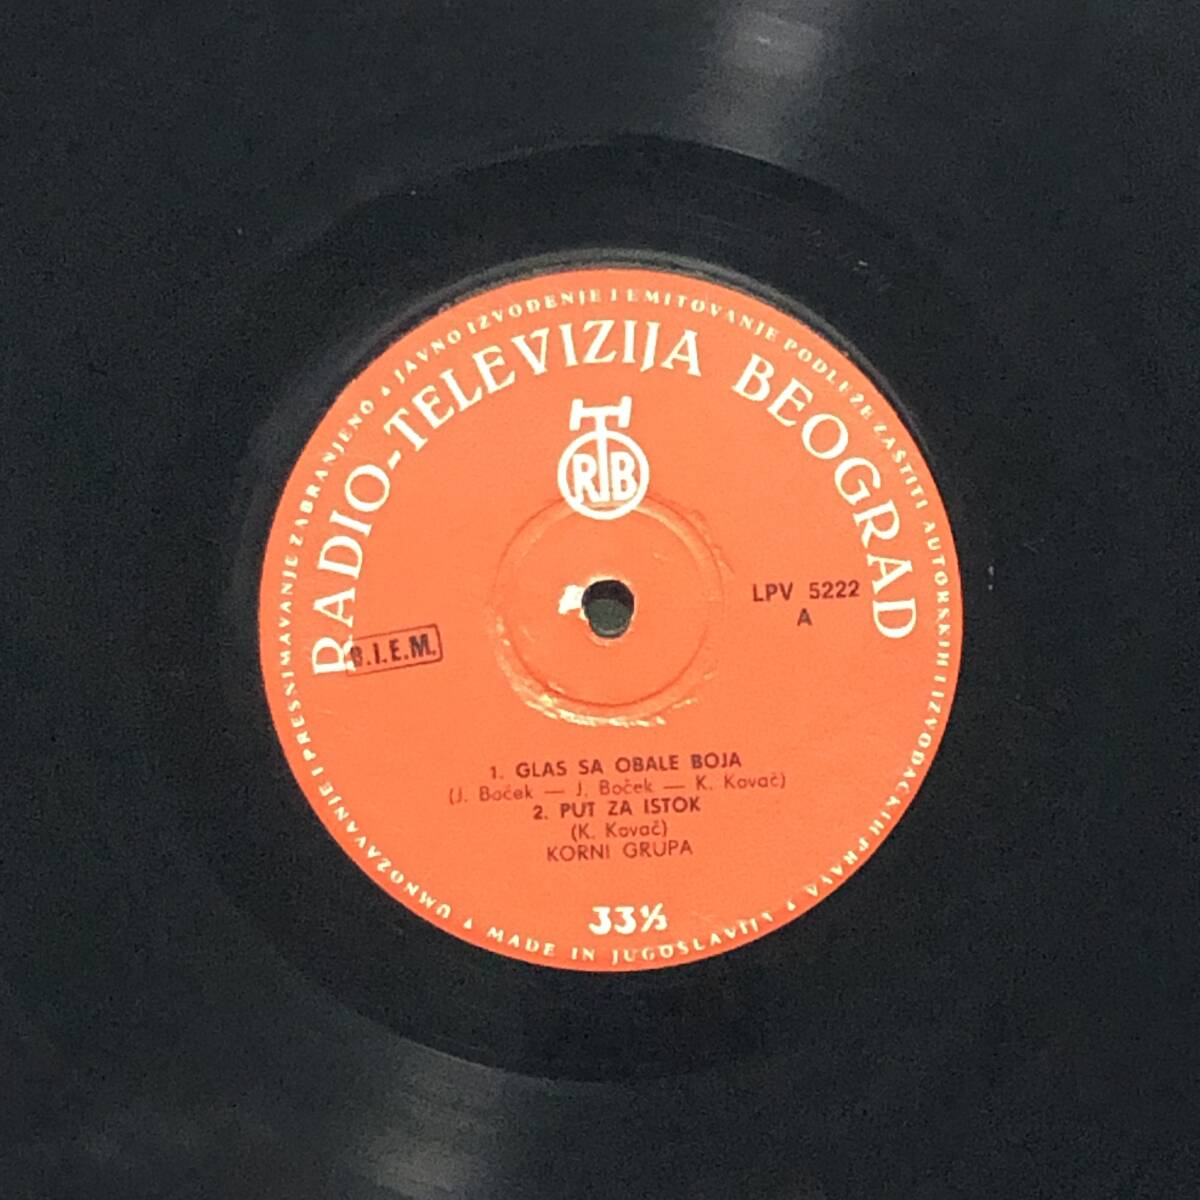 UMNOŽAVANJE I PRESNIMAVANJE ZABRANJENO • JAVNO IZVOĐENJE I EMITOVANJE PODLEŽE ZAŠTITI AUTORSKIH I IZVOĐAČKIH PRAVA • MADE IN JUGOSLAVIJA
RADIO-TELEVIZIJA BEOGRAD
RTB
LPV 5222
A
B.I.E.M.
1. GLAS SA OBALE BOJA
(J. Boček — J. Boček — K. Kovač)
2. PUT ZA ISTOK
(K. Kovač)
KORNI GRUPA
33⅓